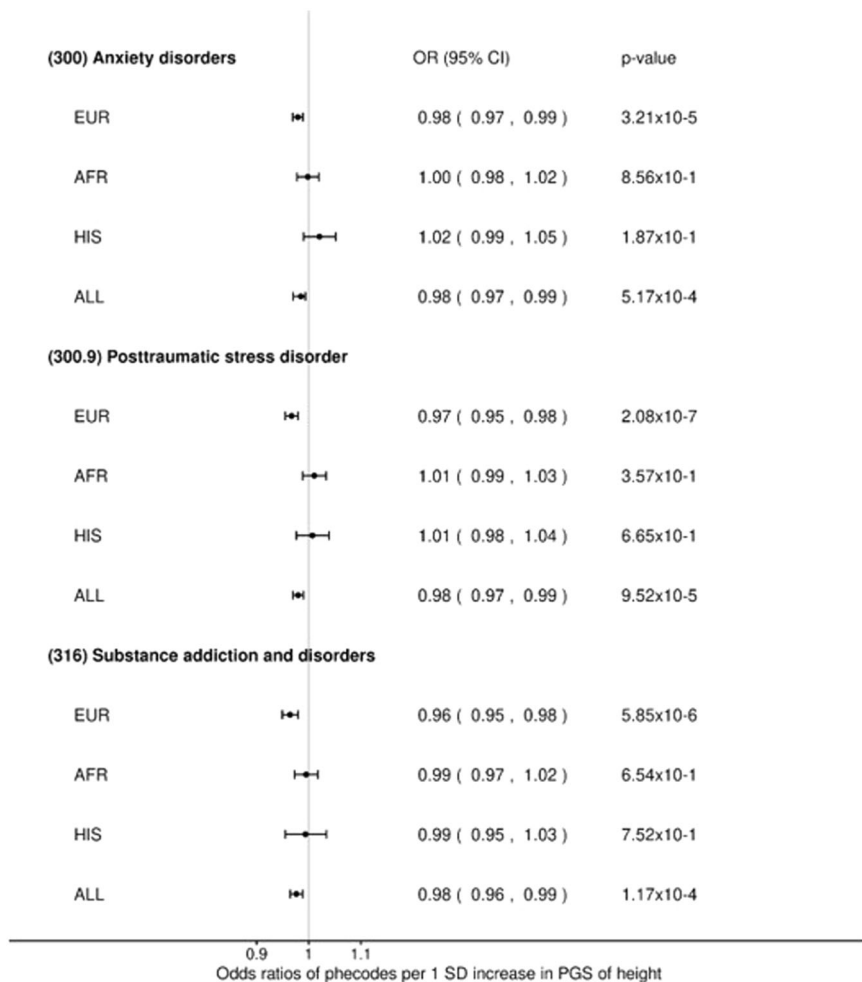 (300) Anxiety disorders OR (95% CI) p-value
EUR 0.98 ( 0.97 , 0.99 ) 3.21x10-5
AFR 1.00 ( 0.98 , 1.02 ) 8.56x10-1
HIS 1.02 ( 0.99 , 1.05 ) 1.87x10-1
ALL 0.98 ( 0.97 , 0.99 ) 5.17x10-4
(300.9) Posttraumatic stress disorder
EUR 0.97 ( 0.95 , 0.98 ) 2.08x10-7
AFR 1.01 ( 0.99 , 1.03 ) 3.57x10-1
HIS 1.01 ( 0.98 , 1.04 ) 6.65x10-1
ALL 0.98 ( 0.97 , 0.99 ) 9.52x10-5
(316) Substance addiction and disorders
EUR 0.96 ( 0.95 , 0.98 ) 5.85x10-6
AFR 0.99 ( 0.97 , 1.02 ) 6.54x10-1
HIS 0.99 ( 0.95 , 1.03 ) 7.52x10-1
ALL 0.98 ( 0.96 , 0.99 ) 1.17x10-4
0.9 1 1.1
Odds ratios of phecodes per 1 SD increase in PGS of height